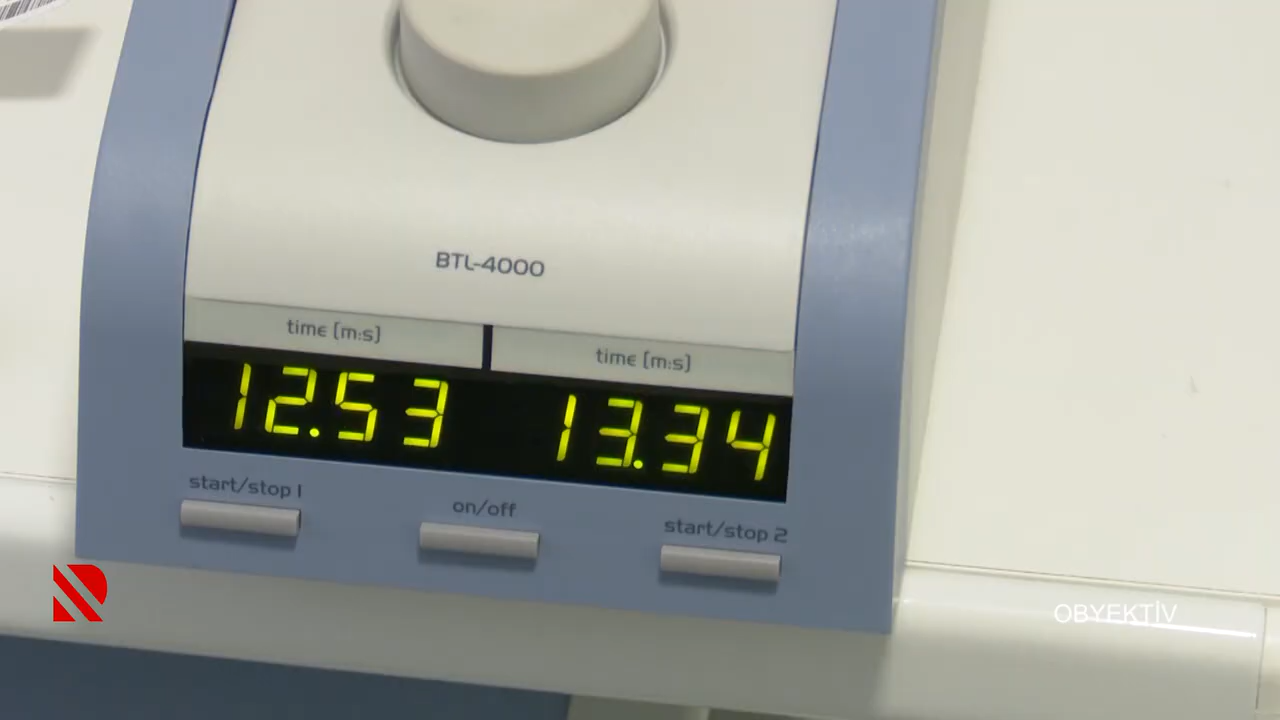 BTL-4000
time [m:s]
time [m:s]
12.53
13.34
start/stop 1
on/off
start/stop 2
OBYEKTİV